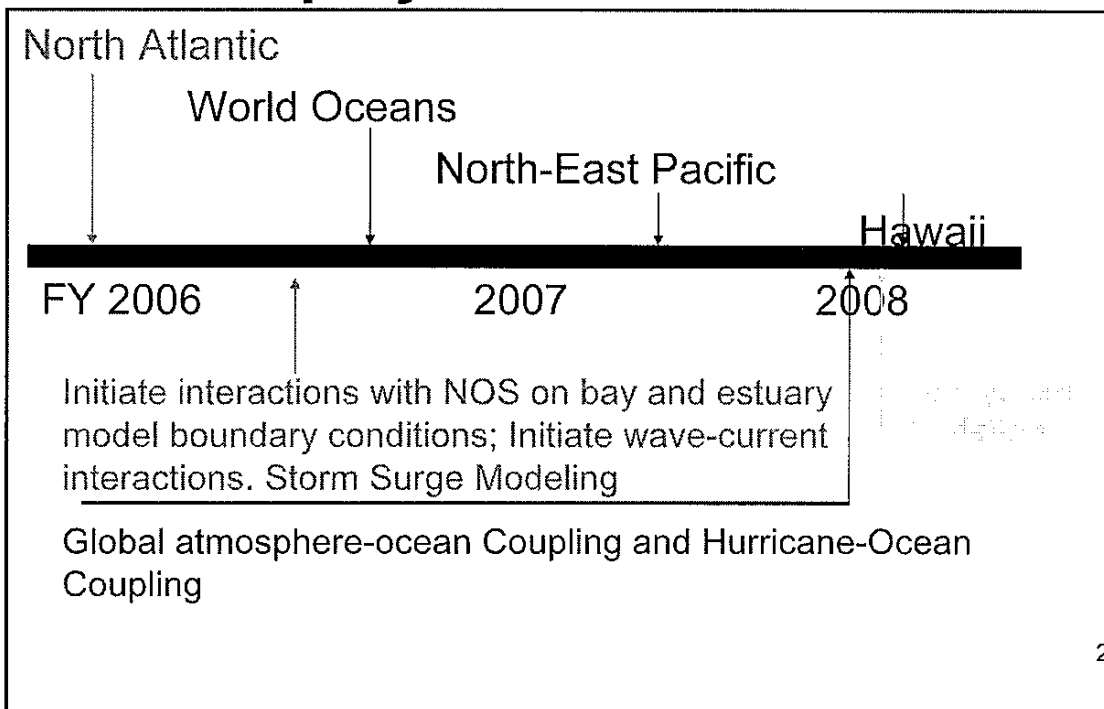 North Atlantic
World Oceans
North-East Pacific
Hawaii
FY 2006 2007 2008
Initiate interactions with NOS on bay and estuary
model boundary conditions; Initiate wave-current
interactions. Storm Surge Modeling
Global atmosphere-ocean Coupling and Hurricane-Ocean
Coupling
2